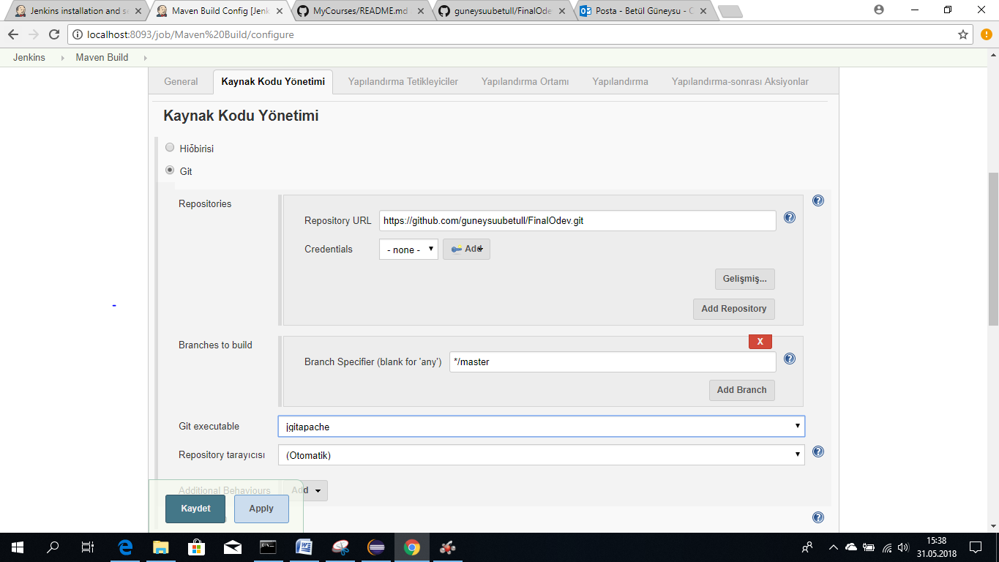 Jenkins installation and se
Maven Build Config [Jenk
MyCourses/README.md
guneysuubetull/FinalOde
Posta - Betül Güneysu - O
localhost:8093/job/Maven%20Build/configure
Jenkins
Maven Build
General
Kaynak Kodu Yönetimi
Yapılandırma Tetikleyiciler
Yapılandırma Ortamı
Yapılandırma
Yapılandırma-sonrası Aksiyonlar
Kaynak Kodu Yönetimi
Hiȱbirisi
Git
Repositories
Repository URL
https://github.com/guneysuubetull/FinalOdev.git
Credentials
- none -
Add
Gelişmiş...
Add Repository
Branches to build
X
Branch Specifier (blank for 'any')
*/master
Add Branch
Git executable
jgitapache
Repository tarayıcısı
(Otomatik)
Additional Behaviours
Add
Kaydet
Apply
15:38
31.05.2018